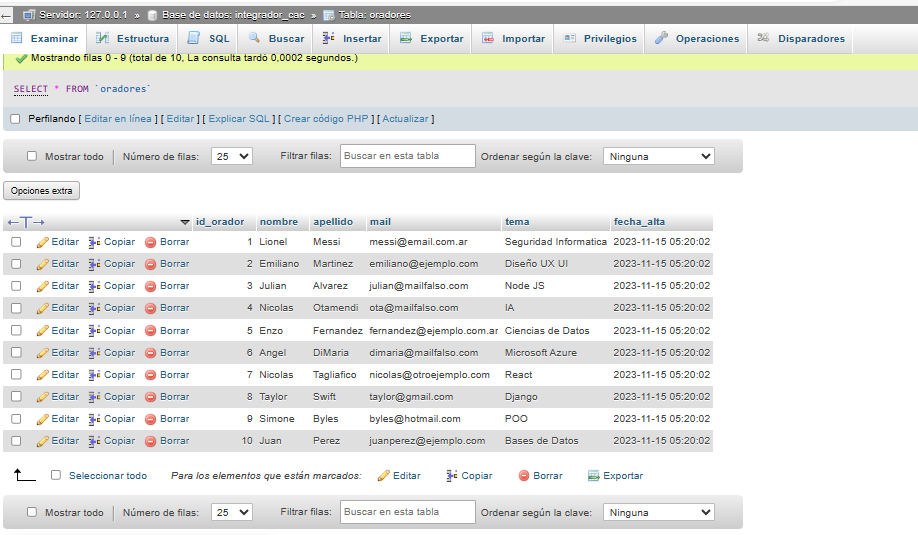 Servidor: 127.0.0.1 » Base de datos: integrador_cac » Tabla: oradores
Examinar Estructura SQL Buscar Insertar Exportar Importar Privilegios Operaciones Disparadores
Mostrando filas 0 - 9 (total de 10, La consulta tardó 0,0002 segundos.)
SELECT * FROM `oradores`
Perfilando [ Editar en línea ] [ Editar ] [ Explicar SQL ] [ Crear código PHP ] [ Actualizar ]
Mostrar todo Número de filas: 25 Filtrar filas: Buscar en esta tabla Ordenar según la clave: Ninguna
Opciones extra
←T→ id_orador nombre apellido mail tema fecha_alta
Editar Copiar Borrar 1 Lionel Messi messi@email.com.ar Seguridad Informatica 2023-11-15 05:20:02
Editar Copiar Borrar 2 Emiliano Martinez emiliano@ejemplo.com Diseño UX UI 2023-11-15 05:20:02
Editar Copiar Borrar 3 Julian Alvarez julian@mailfalso.com Node JS 2023-11-15 05:20:02
Editar Copiar Borrar 4 Nicolas Otamendi ota@mailfalso.com IA 2023-11-15 05:20:02
Editar Copiar Borrar 5 Enzo Fernandez fernandez@ejemplo.com.ar Ciencias de Datos 2023-11-15 05:20:02
Editar Copiar Borrar 6 Angel DiMaria dimaria@mailfalso.com Microsoft Azure 2023-11-15 05:20:02
Editar Copiar Borrar 7 Nicolas Tagliafico nicolas@otroejemplo.com React 2023-11-15 05:20:02
Editar Copiar Borrar 8 Taylor Swift taylor@gmail.com Django 2023-11-15 05:20:02
Editar Copiar Borrar 9 Simone Byles byles@hotmail.com POO 2023-11-15 05:20:02
Editar Copiar Borrar 10 Juan Perez juanperez@ejemplo.com Bases de Datos 2023-11-15 05:20:02
Seleccionar todo Para los elementos que están marcados: Editar Copiar Borrar Exportar
Mostrar todo Número de filas: 25 Filtrar filas: Buscar en esta tabla Ordenar según la clave: Ninguna